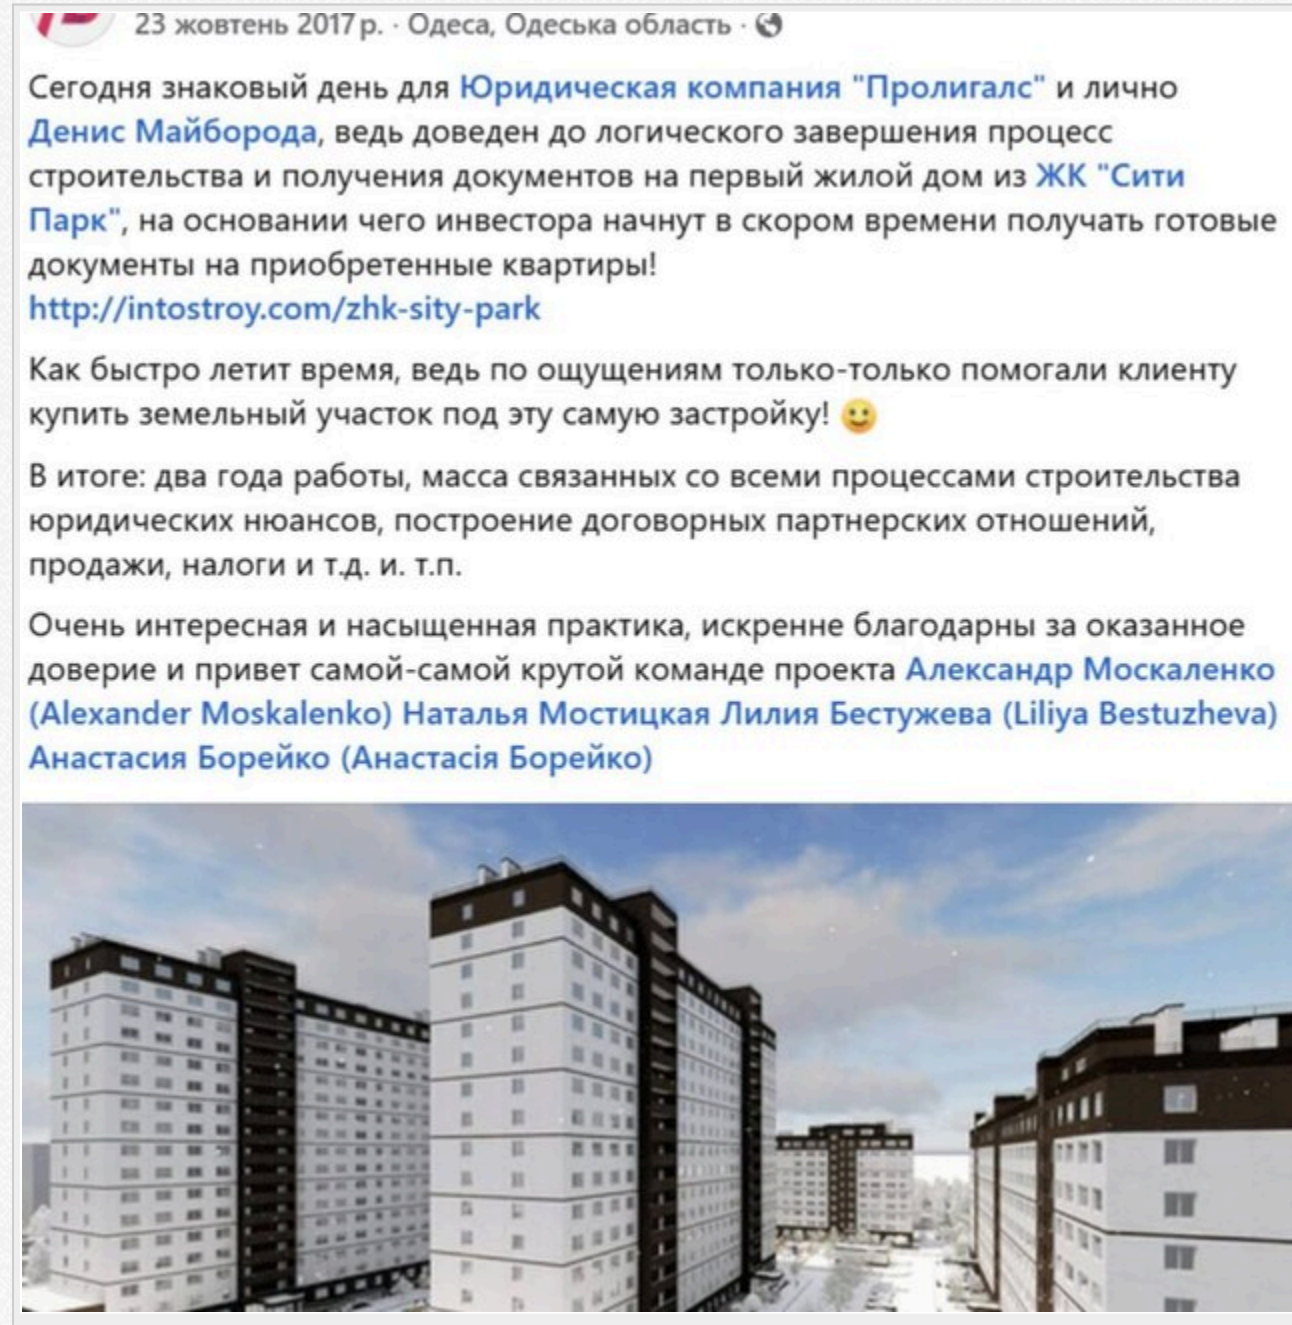 23 жовтень 2017 р. · Одеса, Одеська область ·
Сегодня знаковый день для Юридическая компания "Пролигалс" и лично
Денис Майборода, ведь доведен до логического завершения процесс
строительства и получения документов на первый жилой дом из ЖК "Сити
Парк", на основании чего инвестора начнут в скором времени получать готовые
документы на приобретенные квартиры!
http://intostroy.com/zhk-sity-park
Как быстро летит время, ведь по ощущениям только-только помогали клиенту
купить земельный участок под эту самую застройку! 🙂
В итоге: два года работы, масса связанных со всеми процессами строительства
юридических нюансов, построение договорных партнерских отношений,
продажи, налоги и т.д. и. т.п.
Очень интересная и насыщенная практика, искренне благодарны за оказанное
доверие и привет самой-самой крутой команде проекта Александр Москаленко
(Alexander Moskalenko) Наталья Мостицкая Лилия Бестужева (Liliya Bestuzheva)
Анастасия Борейко (Анастасія Борейко)